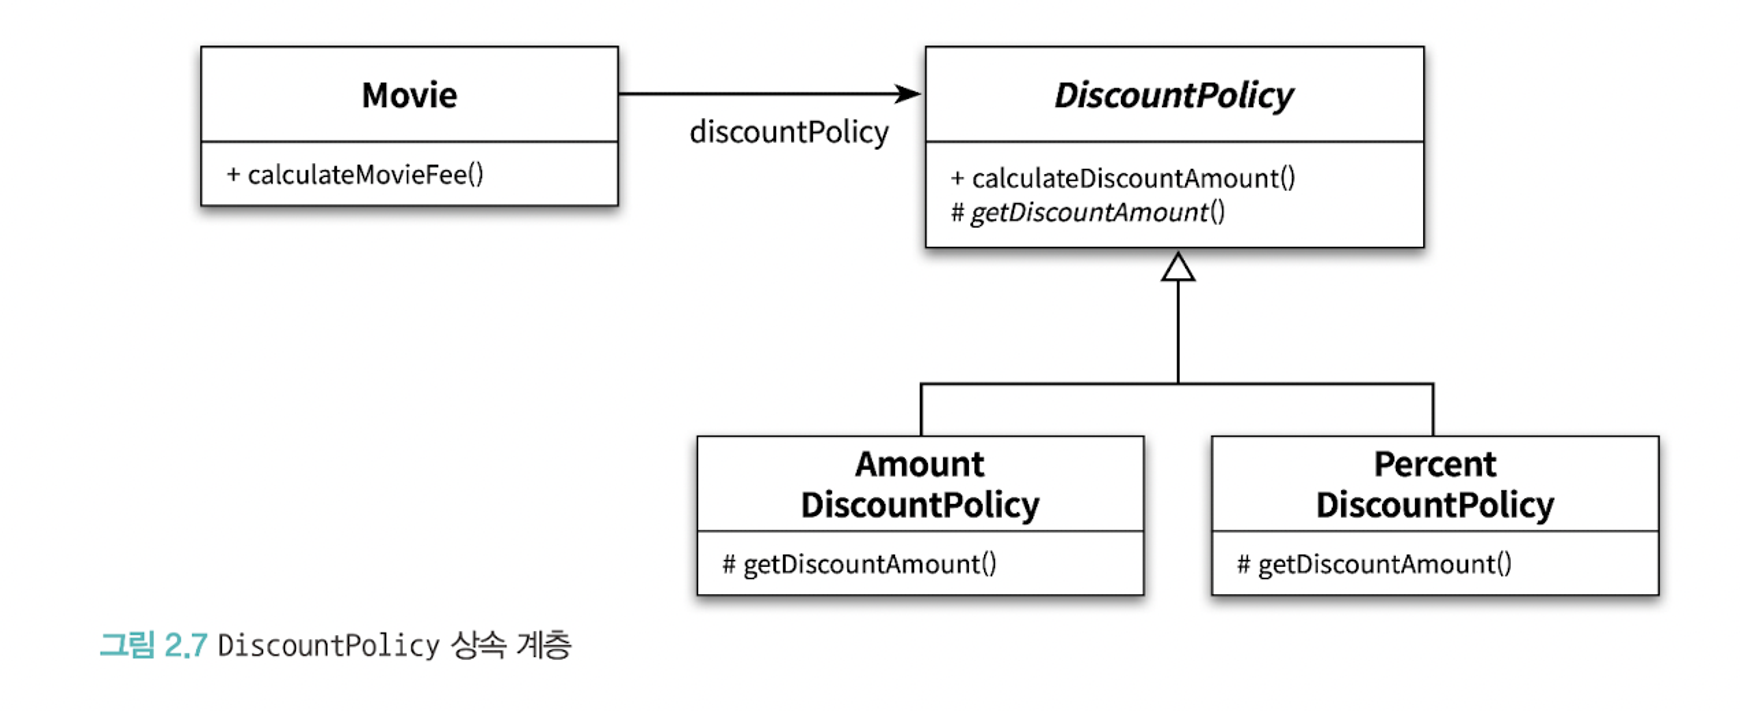 Movie
+ calculateMovieFee()
discountPolicy
DiscountPolicy
+ calculateDiscountAmount()
# getDiscountAmount()
Amount
DiscountPolicy
# getDiscountAmount()
Percent
DiscountPolicy
# getDiscountAmount()
그림 2.7 DiscountPolicy 상속 계층